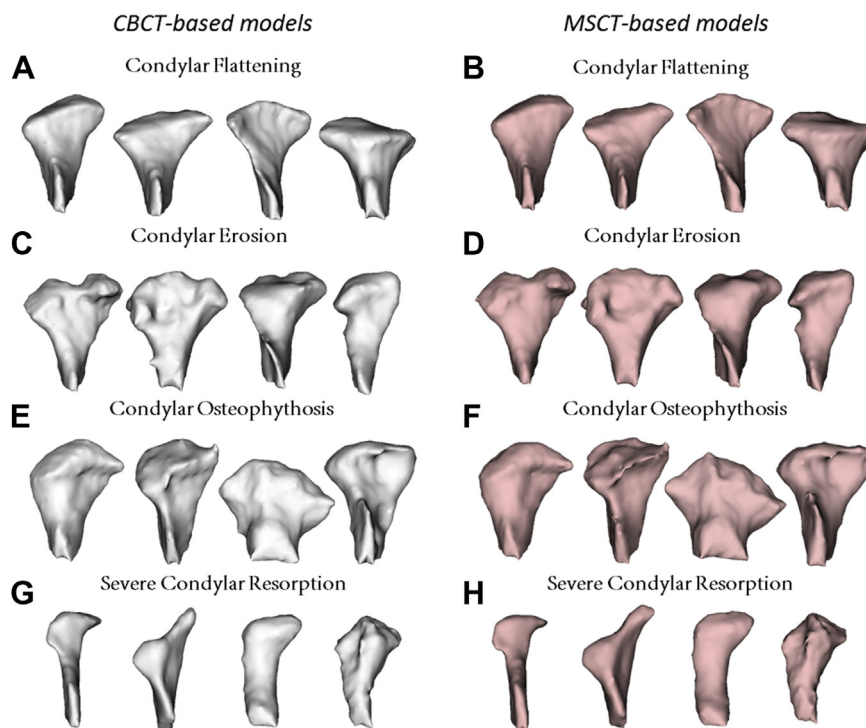 CBCT-based models
MSCT-based models
A
Condylar Flattening
B
Condylar Flattening
C
Condylar Erosion
D
Condylar Erosion
E
Condylar Osteophythosis
F
Condylar Osteophythosis
G
Severe Condylar Resorption
H
Severe Condylar Resorption